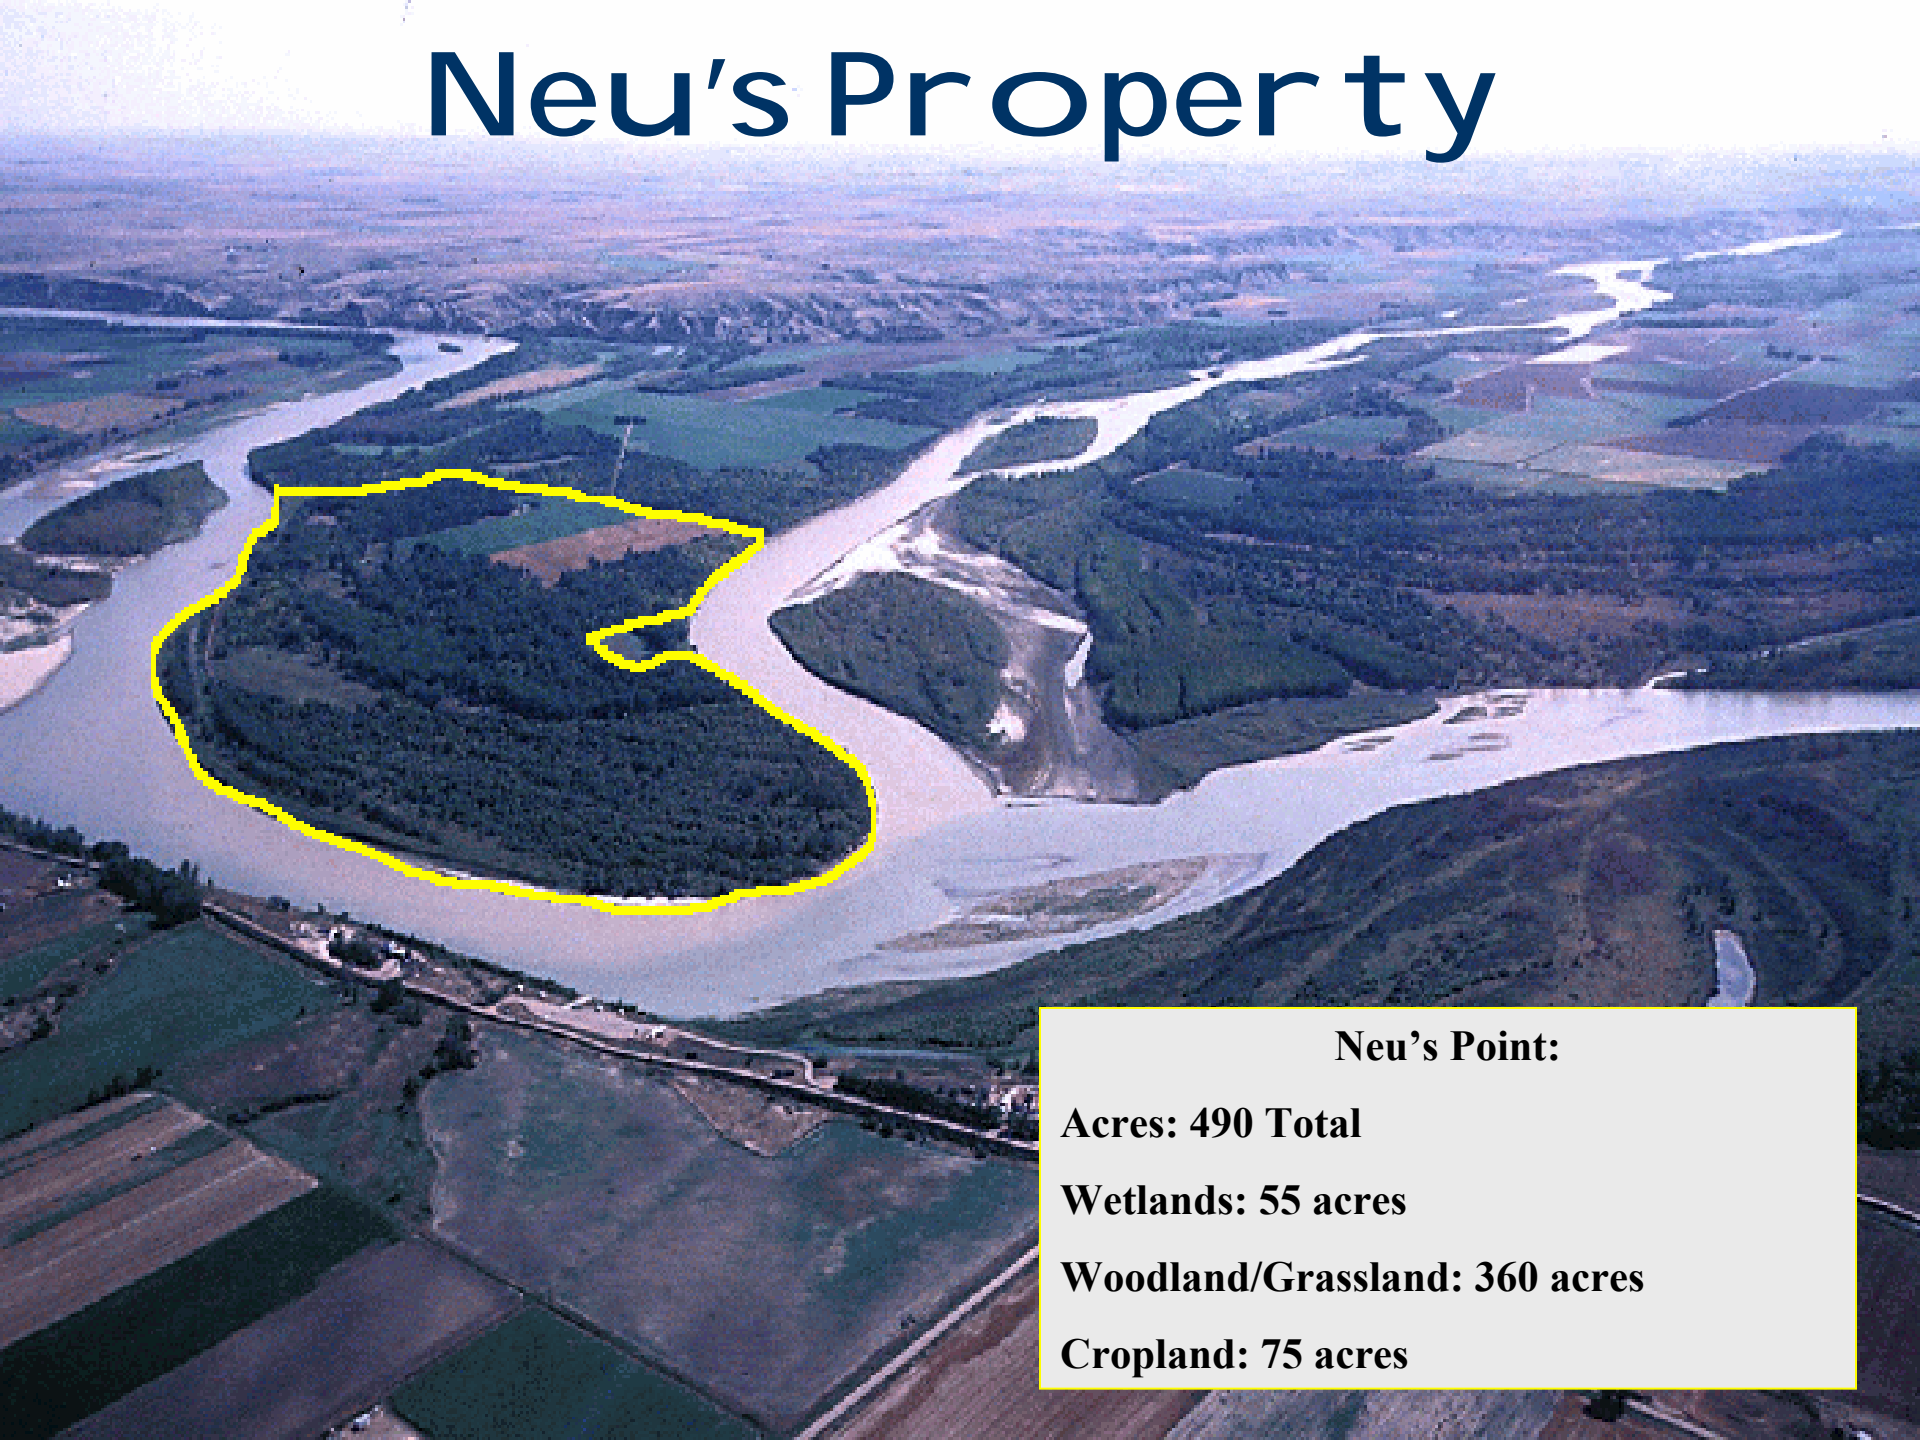 Neu's Property
Neu’s Point:
Acres: 490 Total
Wetlands: 55 acres
Woodland/Grassland: 360 acres
Cropland: 75 acres